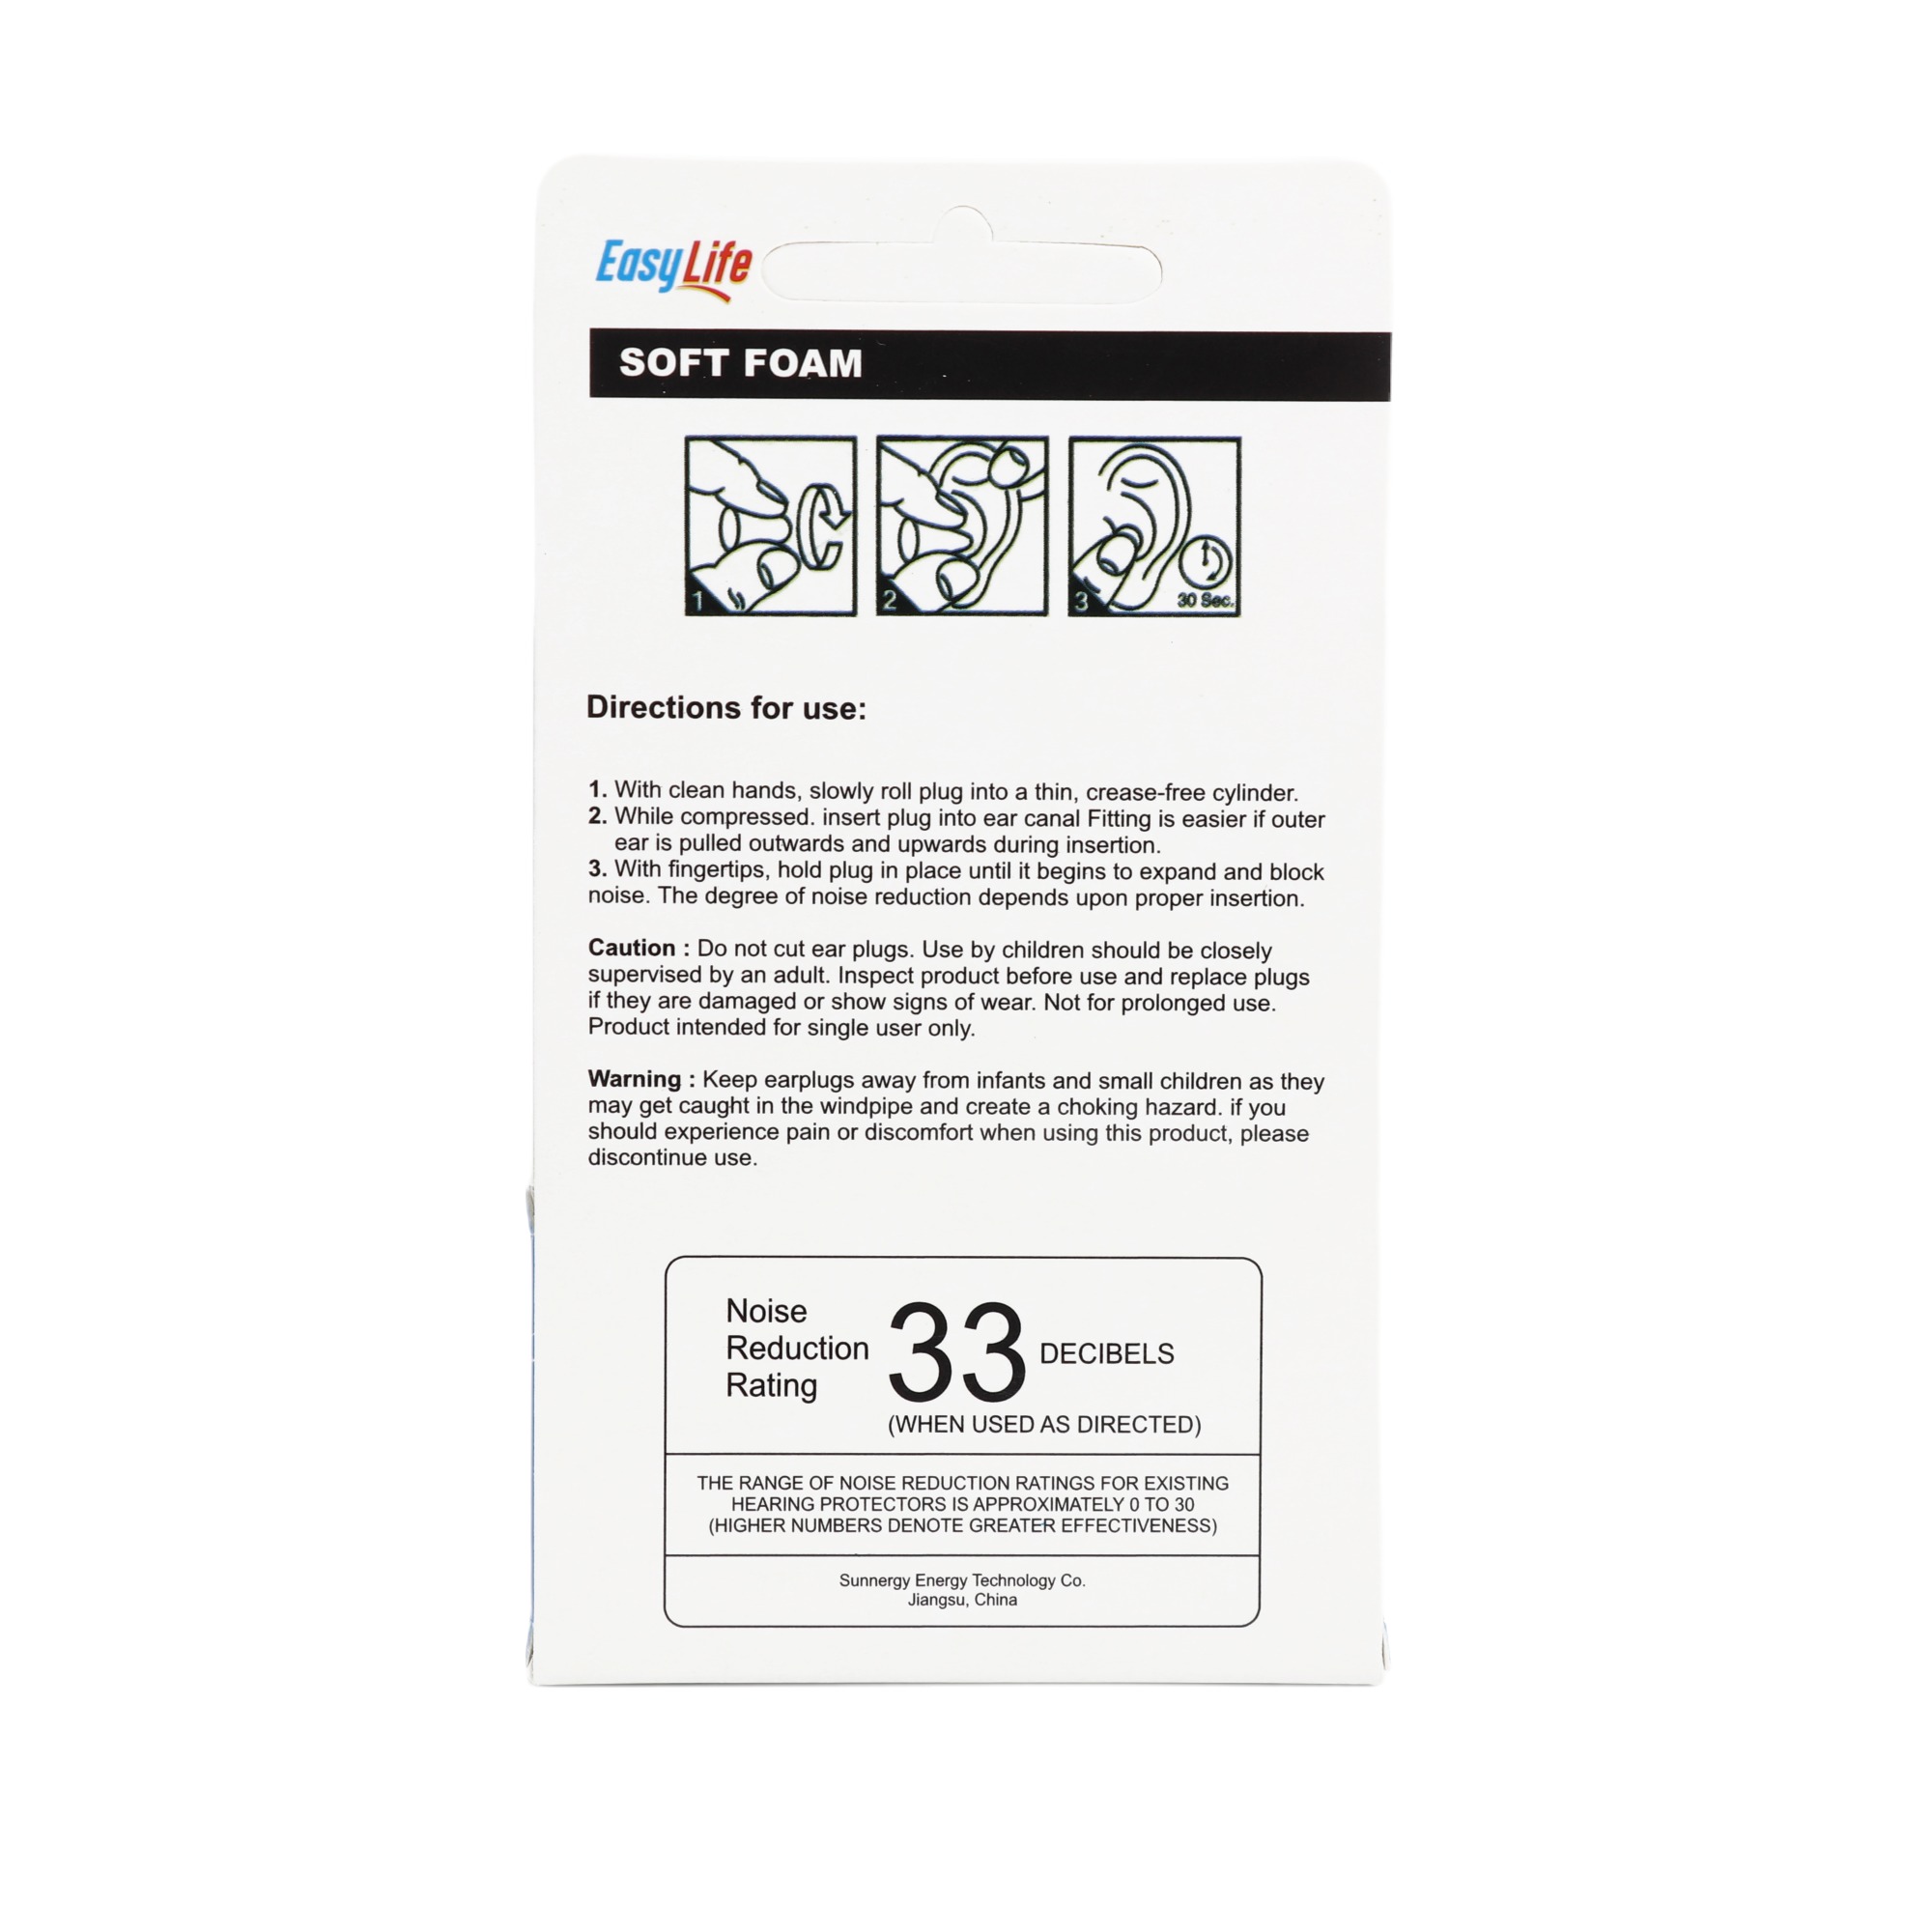 EasyLife
SOFT FOAM
1
2
3
30 Sec.
Directions for use:
1. With clean hands, slowly roll plug into a thin, crease-free cylinder.
2. While compressed. insert plug into ear canal Fitting is easier if outer
ear is pulled outwards and upwards during insertion.
3. With fingertips, hold plug in place until it begins to expand and block
noise. The degree of noise reduction depends upon proper insertion.
Caution : Do not cut ear plugs. Use by children should be closely
supervised by an adult. Inspect product before use and replace plugs
if they are damaged or show signs of wear. Not for prolonged use.
Product intended for single user only.
Warning : Keep earplugs away from infants and small children as they
may get caught in the windpipe and create a choking hazard. if you
should experience pain or discomfort when using this product, please
discontinue use.
Noise
Reduction
Rating
33 DECIBELS
(WHEN USED AS DIRECTED)
THE RANGE OF NOISE REDUCTION RATINGS FOR EXISTING
HEARING PROTECTORS IS APPROXIMATELY 0 TO 30
(HIGHER NUMBERS DENOTE GREATER EFFECTIVENESS)
Sunnergy Energy Technology Co.
Jiangsu, China